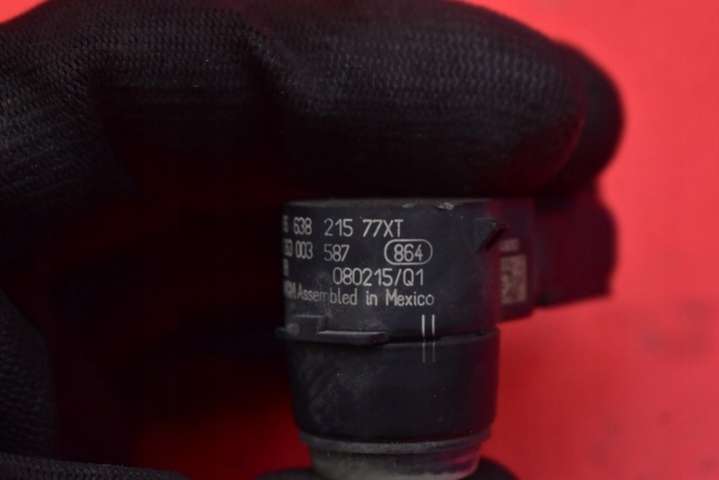 638 215 77XT
003 587 864
080215/Q1
Assembled in Mexico